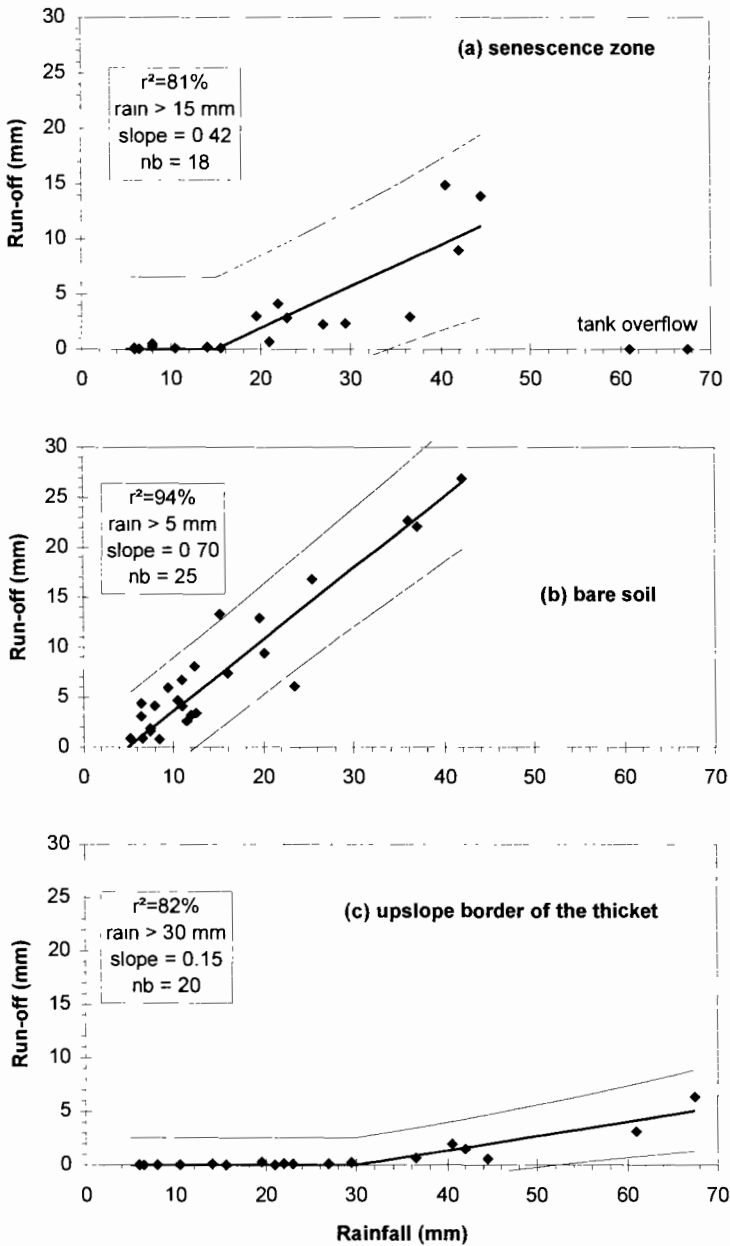 30
25
20
15
10
5
0
Run-off (mm)
(a) senescence zone
r²=81%
rain > 15 mm
slope = 0 42
nb = 18
tank overflow
0 10 20 30 40 50 60 70
30
25
20
15
10
5
0
Run-off (mm)
r²=94%
rain > 5 mm
slope = 0 70
nb = 25
(b) bare soil
0 10 20 30 40 50 60 70
30
25
20
15
10
5
0
Run-off (mm)
r²=82%
rain > 30 mm
slope = 0.15
nb = 20
(c) upslope border of the thicket
0 10 20 30 40 50 60 70
Rainfall (mm)